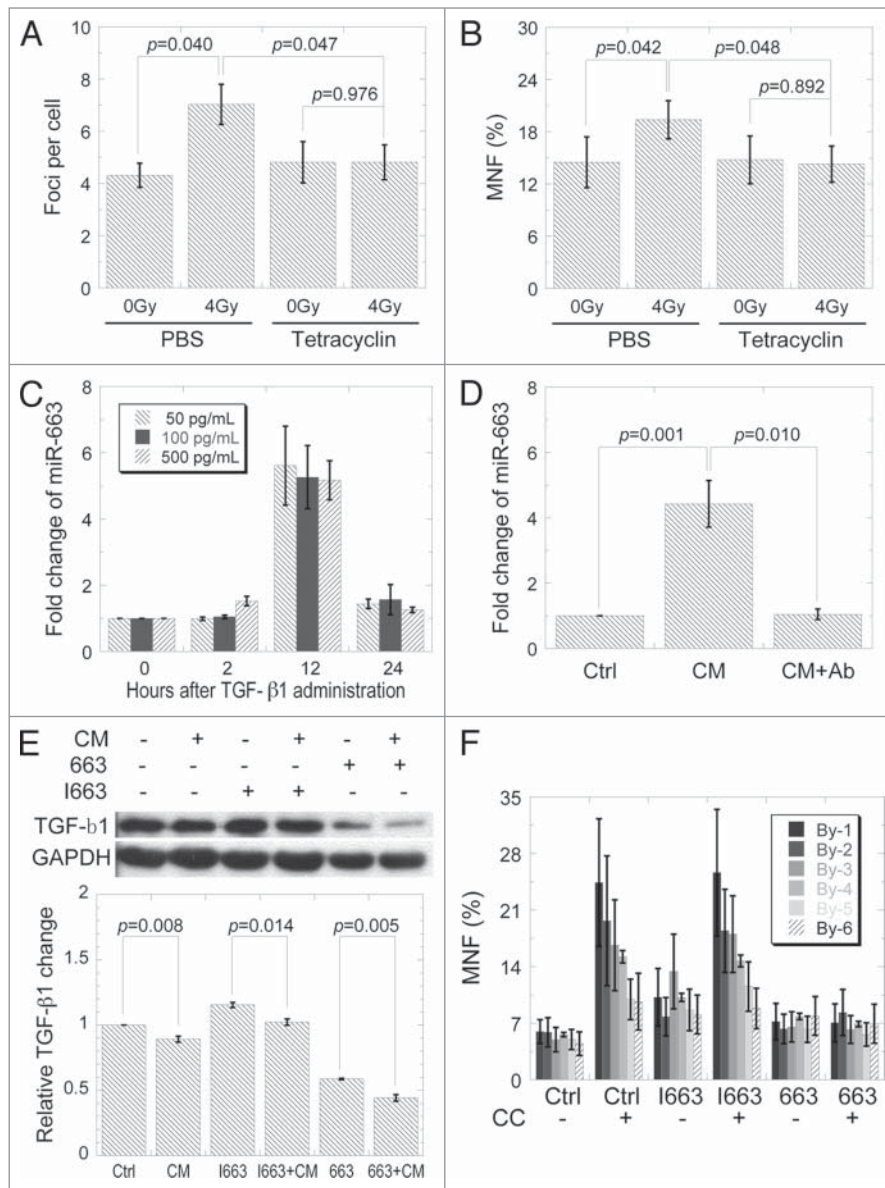 A
Foci per cell
10
8
6
4
2
0
p=0.040
p=0.047
p=0.976
0Gy 4Gy 0Gy 4Gy
PBS Tetracyclin
B
MNF (%)
30
24
18
12
6
0
p=0.042
p=0.048
p=0.892
0Gy 4Gy 0Gy 4Gy
PBS Tetracyclin
C
Fold change of miR-663
8
6
4
2
0
50 pg/mL
100 pg/mL
500 pg/mL
0 2 12 24
Hours after TGF-β1 administration
D
Fold change of miR-663
8
6
4
2
0
p=0.001
p=0.010
Ctrl CM CM+Ab
E
CM - + - + - +
663 - - - - + +
I663 - - + + - -
TGF-b1
GAPDH
Relative TGF-β1 change
2
1.5
1
0.5
0
p=0.008
p=0.014
p=0.005
Ctrl CM I663 I663+CM 663 663+CM
F
MNF (%)
35
28
21
14
7
0
By-1
By-2
By-3
By-4
By-5
By-6
Ctrl Ctrl I663 I663 663 663
CC - + - + - +